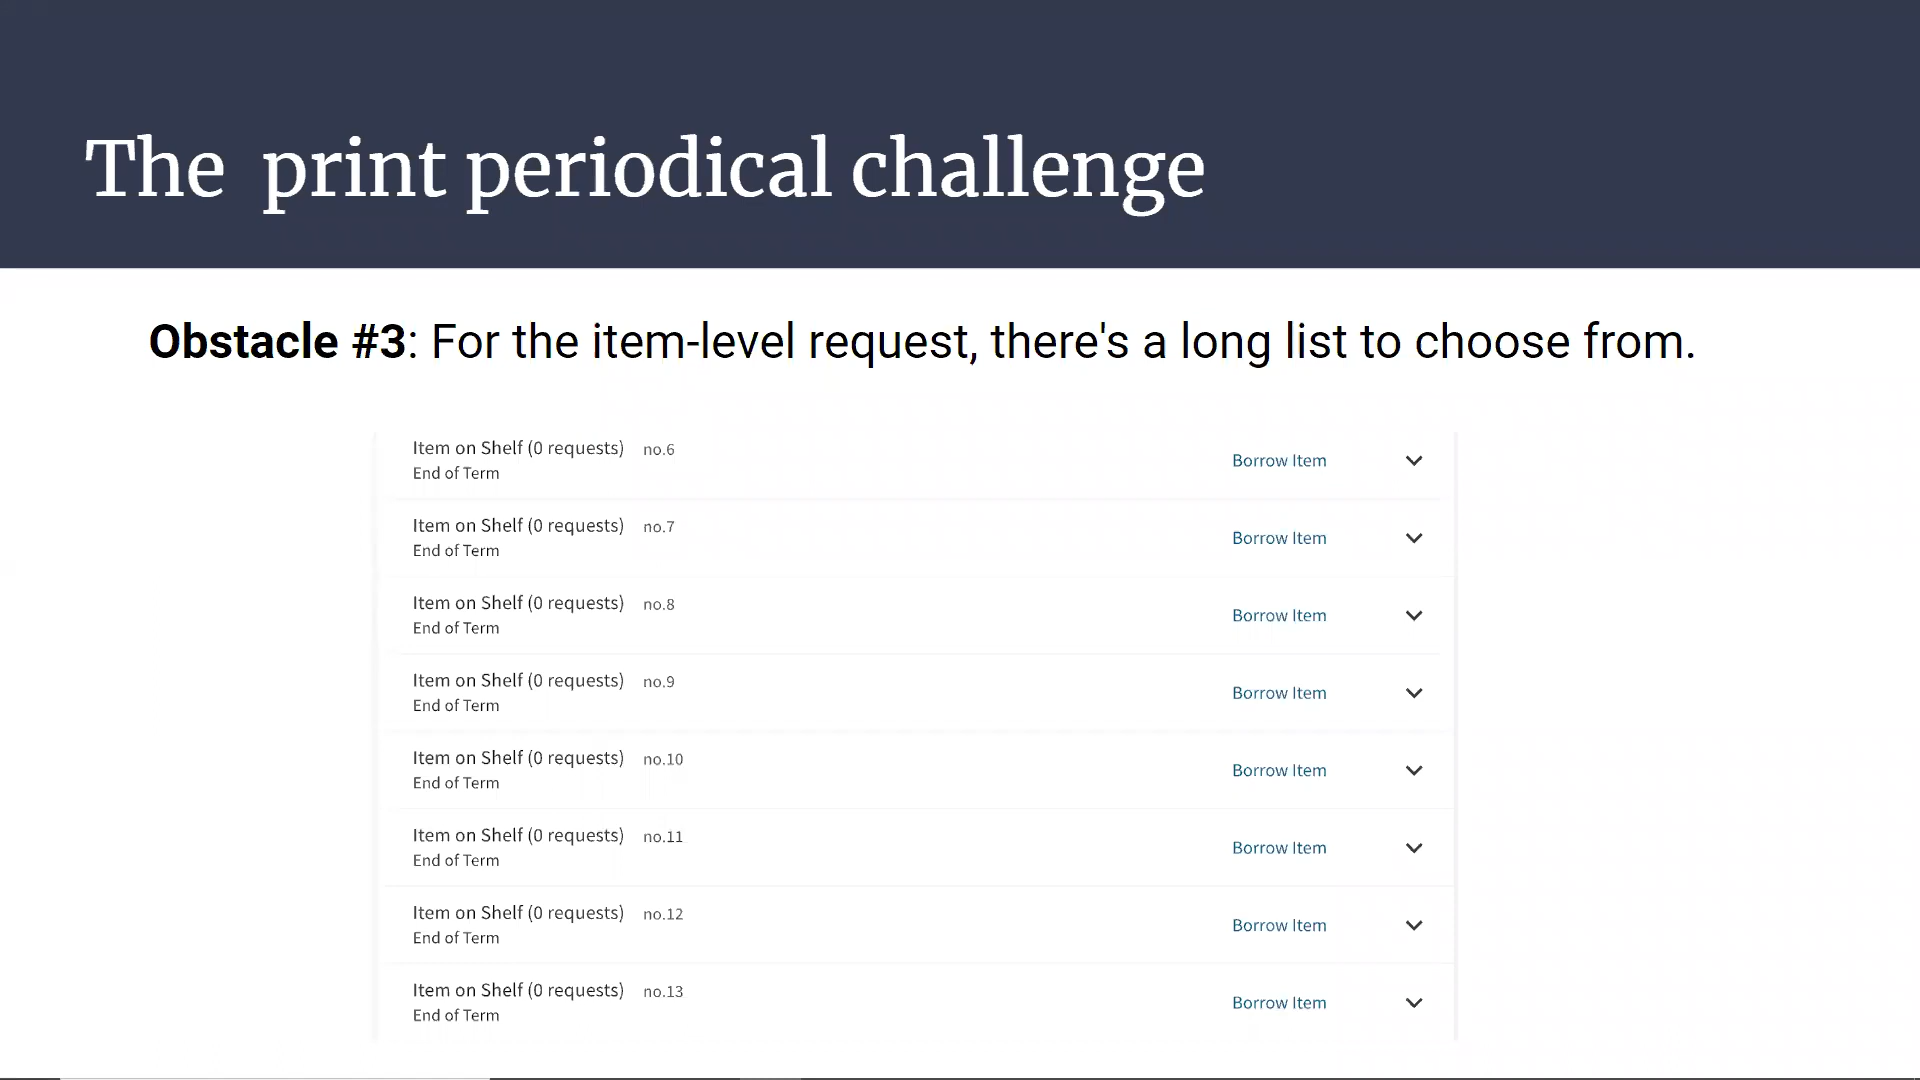 The print periodical challenge
Obstacle #3: For the item-level request, there's a long list to choose from.
Item on Shelf (0 requests) no.6
End of Term
Borrow Item
Item on Shelf (0 requests) no.7
End of Term
Borrow Item
Item on Shelf (0 requests) no.8
End of Term
Borrow Item
Item on Shelf (0 requests) no.9
End of Term
Borrow Item
Item on Shelf (0 requests) no.10
End of Term
Borrow Item
Item on Shelf (0 requests) no.11
End of Term
Borrow Item
Item on Shelf (0 requests) no.12
End of Term
Borrow Item
Item on Shelf (0 requests) no.13
End of Term
Borrow Item